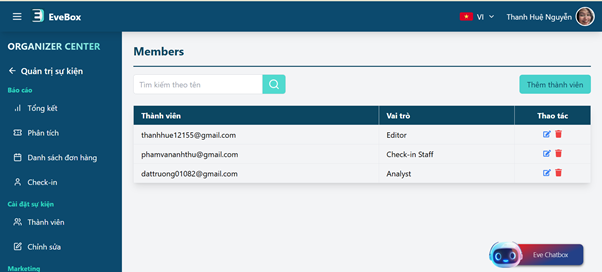 EveBox
VI
Thanh Huệ Nguyễn
ORGANIZER CENTER
Quản trị sự kiện
Báo cáo
Tổng kết
Phân tích
Danh sách đơn hàng
Check-in
Cài đặt sự kiện
Thành viên
Chỉnh sửa
Marketing
Members
Tìm kiếm theo tên
Thêm thành viên
Thành viên Vai trò Thao tác
thanhhue12155@gmail.com Editor
phamvananhthu@gmail.com Check-in Staff
dattruong01082@gmail.com Analyst
Eve Chatbox